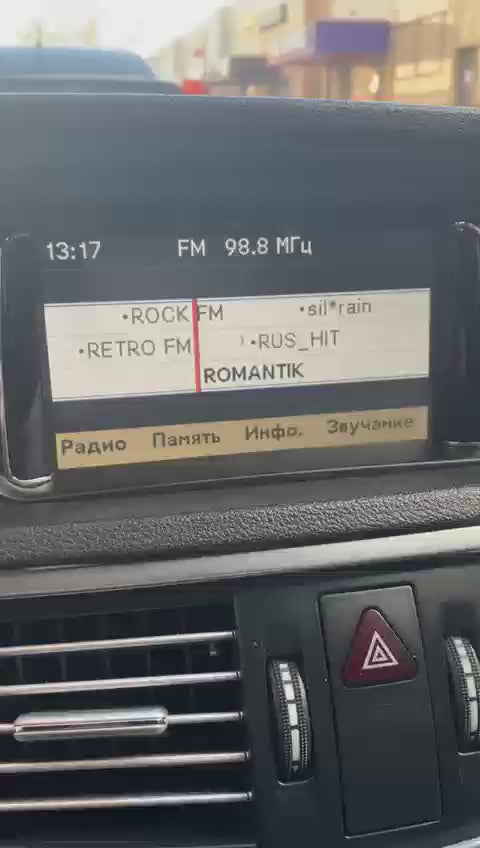 13:17 FM 98.8 МГц
•ROCK FM •sil*rain
•RETRO FM •RUS_HIT
ROMANTIK
Радио Память Инфо. Звучание